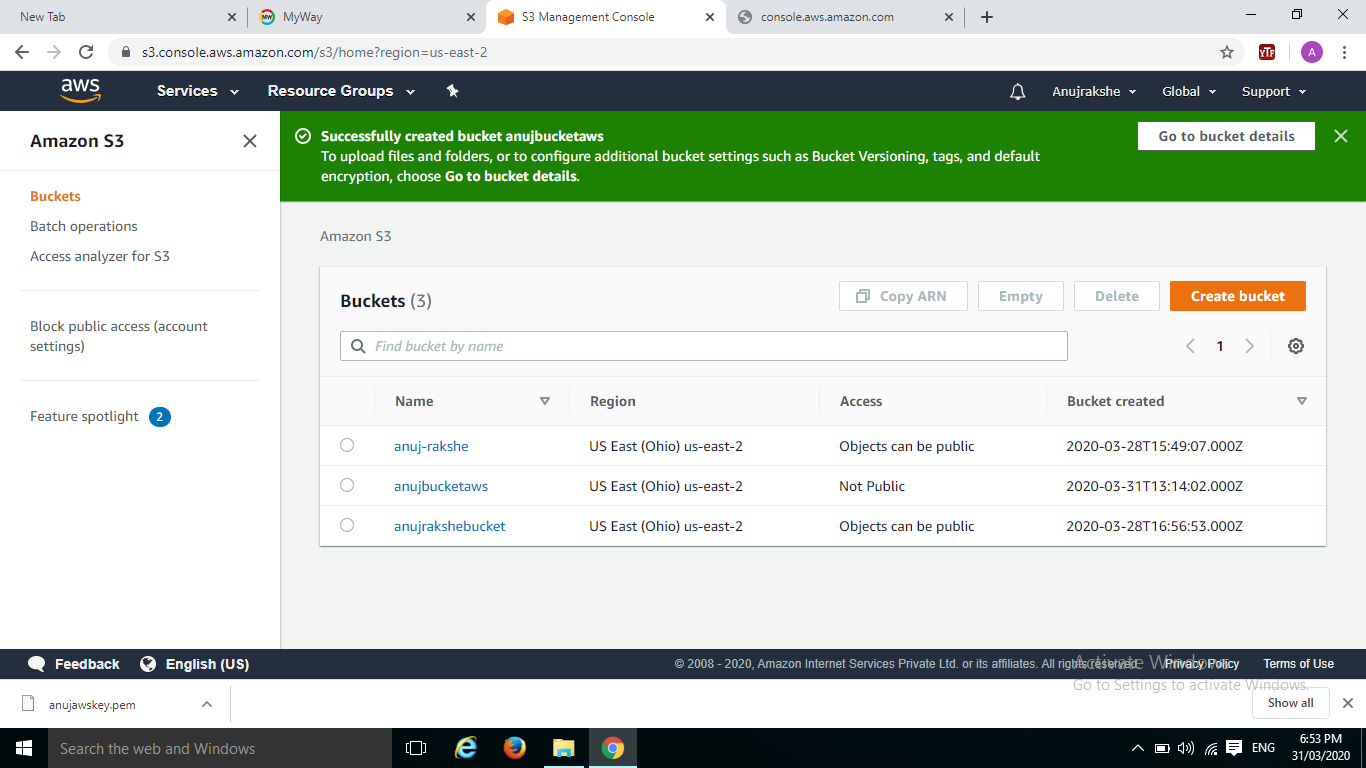 New Tab
MyWay
S3 Management Console
console.aws.amazon.com
s3.console.aws.amazon.com/s3/home?region=us-east-2
YTF
A
aws
Services
Resource Groups
Anujrakshe
Global
Support
Amazon S3
Buckets
Batch operations
Access analyzer for S3
Block public access (account
settings)
Feature spotlight 2
Successfully created bucket anujbucketaws
To upload files and folders, or to configure additional bucket settings such as Bucket Versioning, tags, and default
encryption, choose Go to bucket details.
Go to bucket details
Amazon S3
Buckets (3)
Copy ARN
Empty
Delete
Create bucket
Find bucket by name
1
Name Region Access Bucket created
anuj-rakshe US East (Ohio) us-east-2 Objects can be public 2020-03-28T15:49:07.000Z
anujbucketaws US East (Ohio) us-east-2 Not Public 2020-03-31T13:14:02.000Z
anujrakshebucket US East (Ohio) us-east-2 Objects can be public 2020-03-28T16:56:53.000Z
Feedback
English (US)
© 2008 - 2020, Amazon Internet Services Private Ltd. or its affiliates. All rights reserved.
Privacy Policy
Terms of Use
Activate Windows
Go to Settings to activate Windows.
anujawskey.pem
Show all
Search the web and Windows
ENG
6:53 PM
31/03/2020